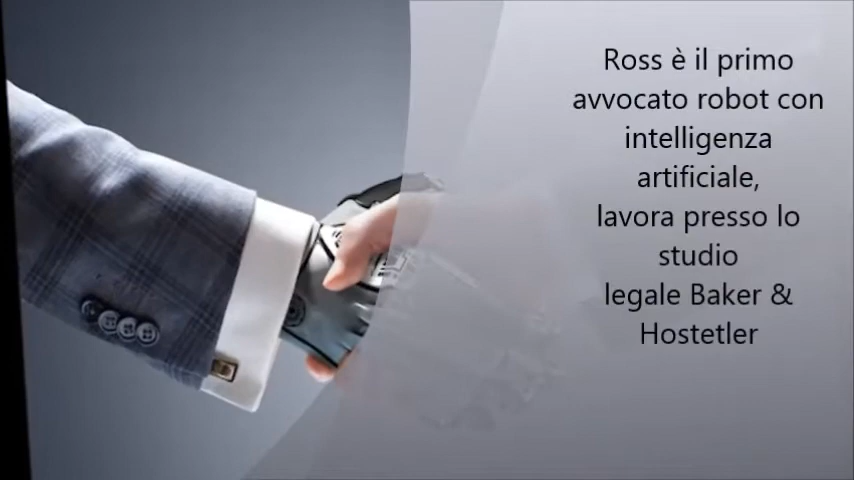 Ross è il primo
avvocato robot con
intelligenza
artificiale,
lavora presso lo
studio
legale Baker &
Hostetler